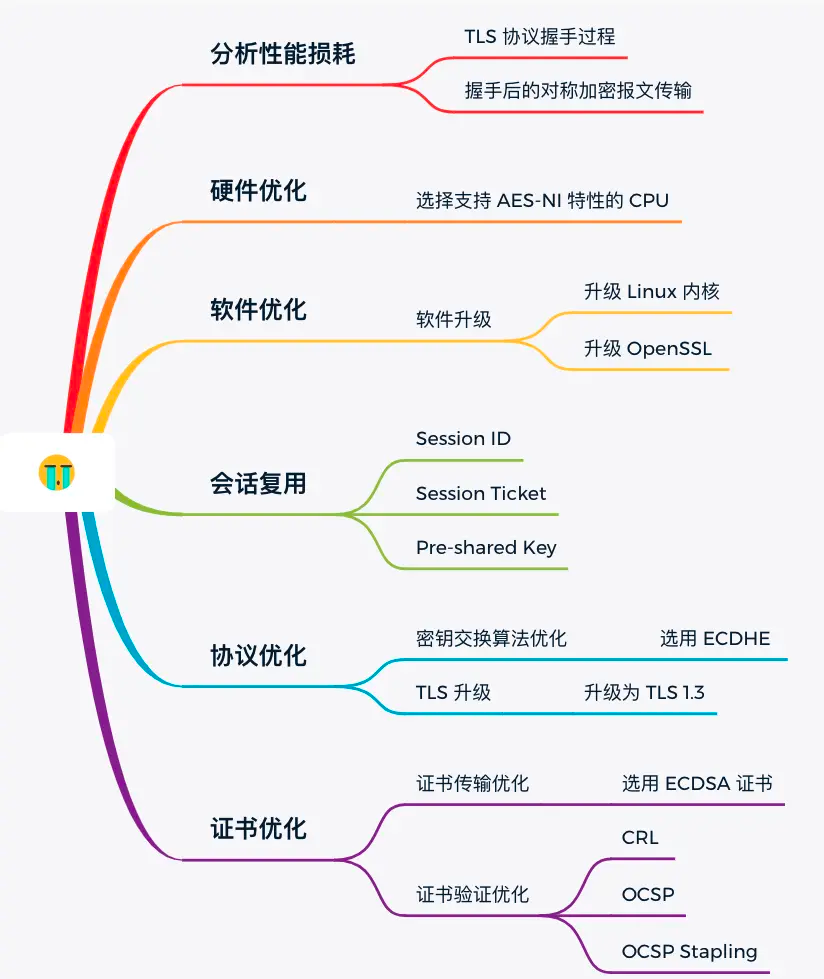 分析性能损耗
TLS 协议握手过程
握手后的对称加密报文传输
硬件优化
选择支持 AES-NI 特性的 CPU
软件优化
软件升级
升级 Linux 内核
升级 OpenSSL
会话复用
Session ID
Session Ticket
Pre-shared Key
协议优化
密钥交换算法优化
选用 ECDHE
TLS 升级
升级为 TLS 1.3
证书优化
证书传输优化
选用 ECDSA 证书
证书验证优化
CRL
OCSP
OCSP Stapling